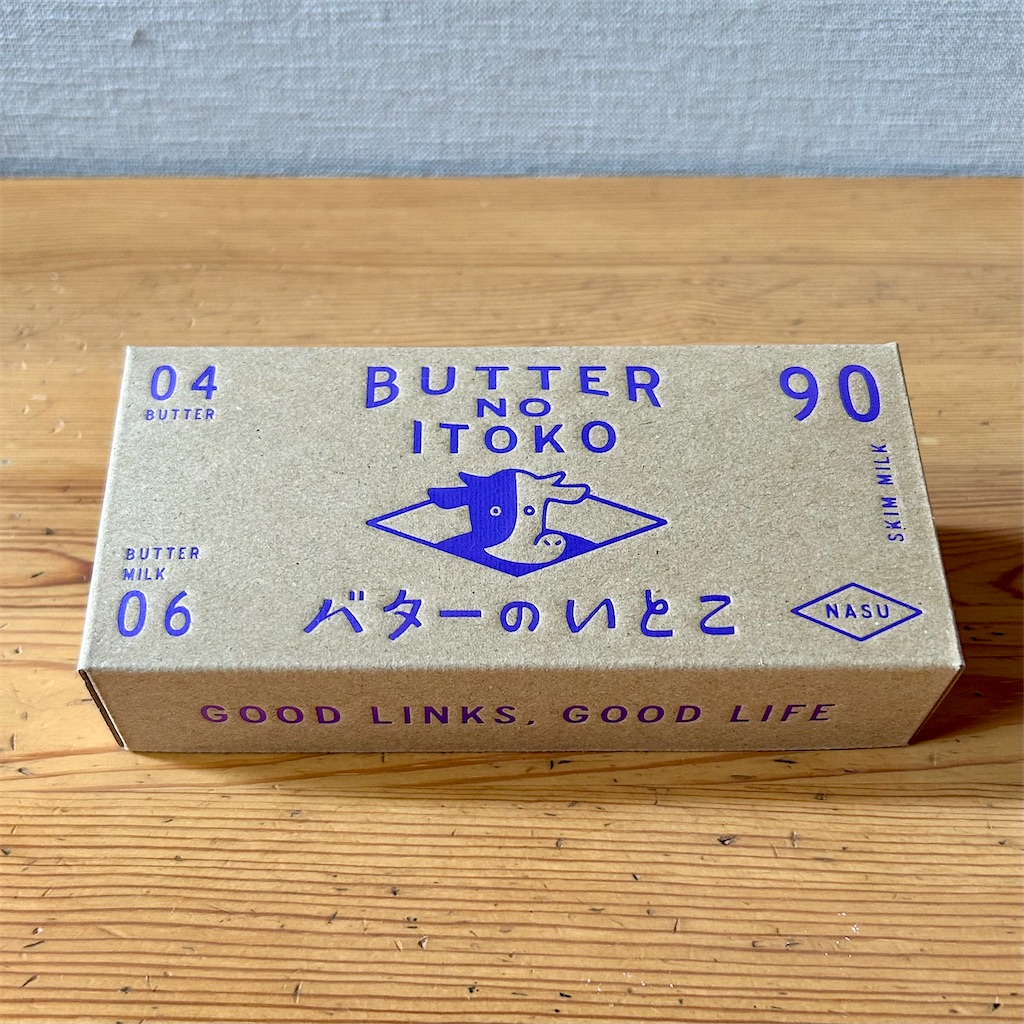 04
BUTTER
BUTTER
NO
ITOKO
90
SKIM MILK
BUTTER
MILK
06
バターのいとこ
NASU
GOOD LINKS, GOOD LIFE